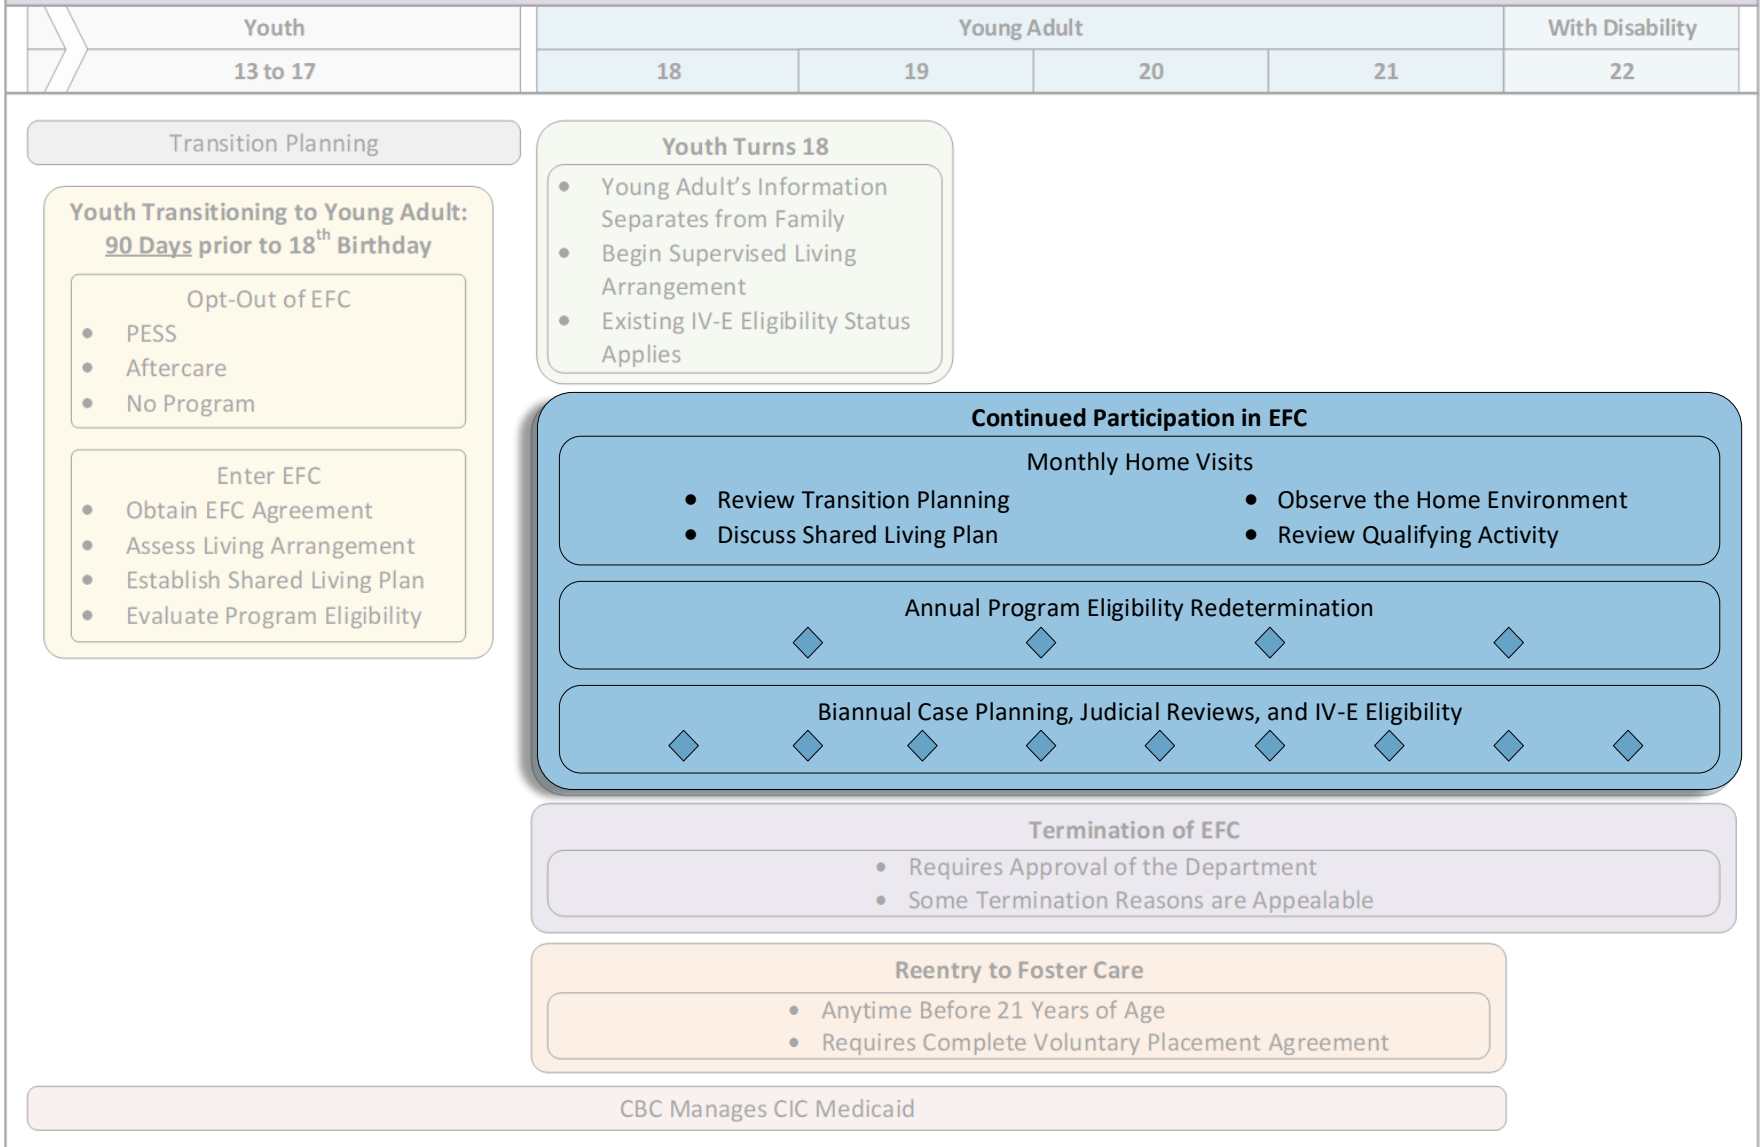 Youth
Young Adult
With Disability
13 to 17
18
19
20
21
22
Transition Planning
Youth Transitioning to Young Adult:
90 Days prior to 18th Birthday
Opt-Out of EFC
• PESS
• Aftercare
• No Program
Enter EFC
• Obtain EFC Agreement
• Assess Living Arrangement
• Establish Shared Living Plan
• Evaluate Program Eligibility
Youth Turns 18
• Young Adult’s Information
Separates from Family
• Begin Supervised Living
Arrangement
• Existing IV-E Eligibility Status
Applies
Continued Participation in EFC
Monthly Home Visits
• Review Transition Planning
• Discuss Shared Living Plan
• Observe the Home Environment
• Review Qualifying Activity
Annual Program Eligibility Redetermination
Biannual Case Planning, Judicial Reviews, and IV-E Eligibility
Termination of EFC
• Requires Approval of the Department
• Some Termination Reasons are Appealable
Reentry to Foster Care
• Anytime Before 21 Years of Age
• Requires Complete Voluntary Placement Agreement
CBC Manages CIC Medicaid